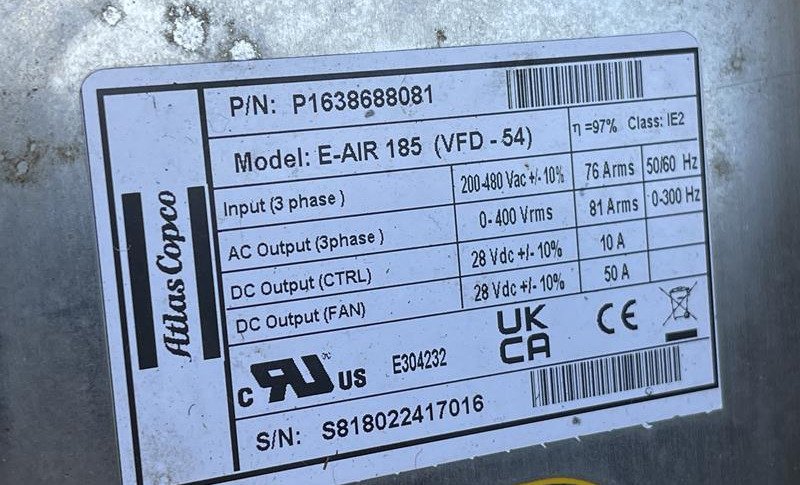 P/N: P1638688081
Model: E-AIR 185 (VFD - 54) η =97% Class: IE2
Input (3 phase ) 200-480 Vac +/- 10% 76 Arms 50/60 Hz
AC Output (3phase ) 0- 400 Vrms 81 Arms 0-300 Hz
DC Output (CTRL) 28 Vdc +/- 10% 10 A
DC Output (FAN) 28 Vdc +/- 10% 50 A
Atlas Copco
c RU ® US E304232 UK CA CE
S/N: S818022417016